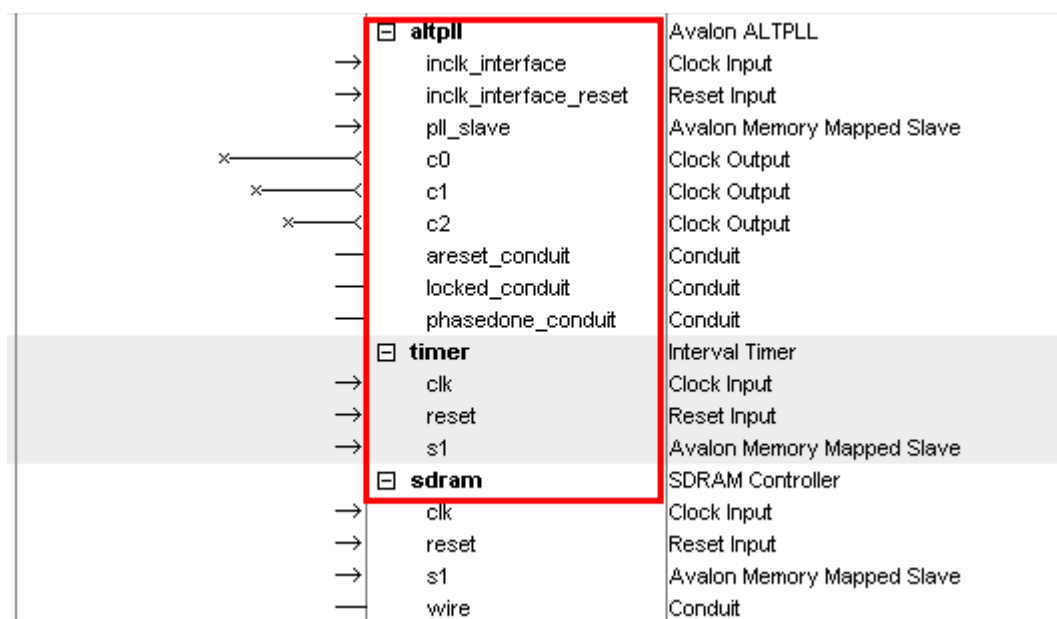 altpll Avalon ALTPLL
inclk_interface Clock Input
inclk_interface_reset Reset Input
pll_slave Avalon Memory Mapped Slave
c0 Clock Output
c1 Clock Output
c2 Clock Output
areset_conduit Conduit
locked_conduit Conduit
phasedone_conduit Conduit
timer Interval Timer
clk Clock Input
reset Reset Input
s1 Avalon Memory Mapped Slave
sdram SDRAM Controller
clk Clock Input
reset Reset Input
s1 Avalon Memory Mapped Slave
wire Conduit